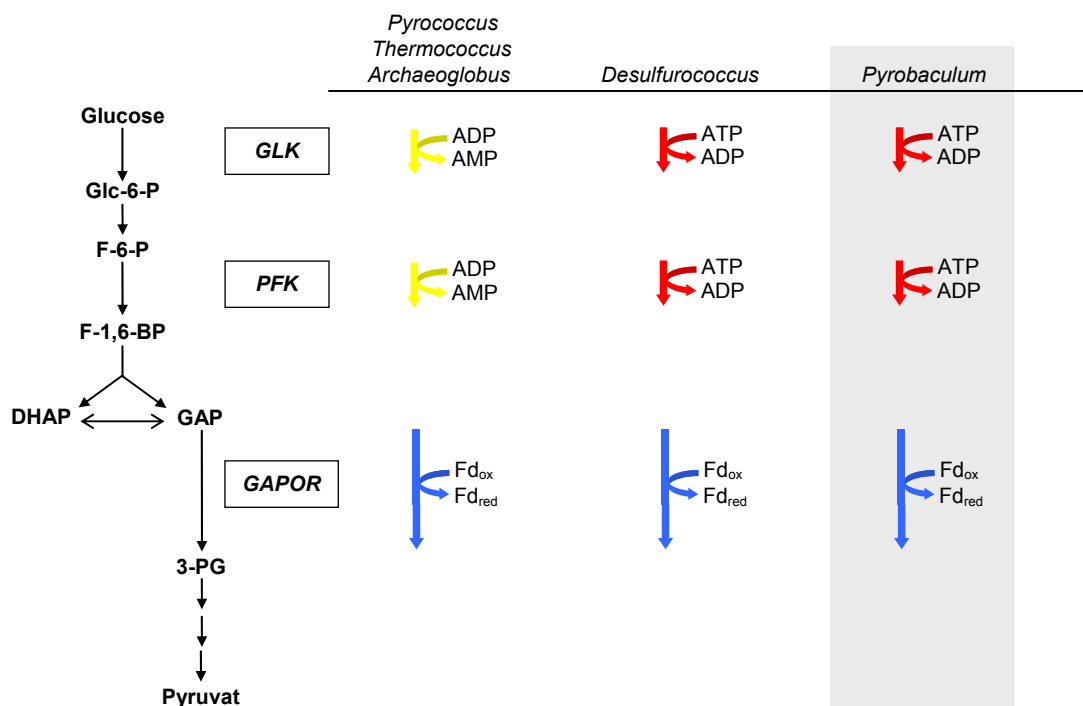 Pyrococcus
Thermococcus
Archaeoglobus
Desulfurococcus
Pyrobaculum
Glucose
GLK
ADP
AMP
ATP
ADP
ATP
ADP
Glc-6-P
F-6-P
PFK
ADP
AMP
ATP
ADP
ATP
ADP
F-1,6-BP
DHAP
GAP
GAPOR
Fdox
Fdred
Fdox
Fdred
Fdox
Fdred
3-PG
Pyruvat